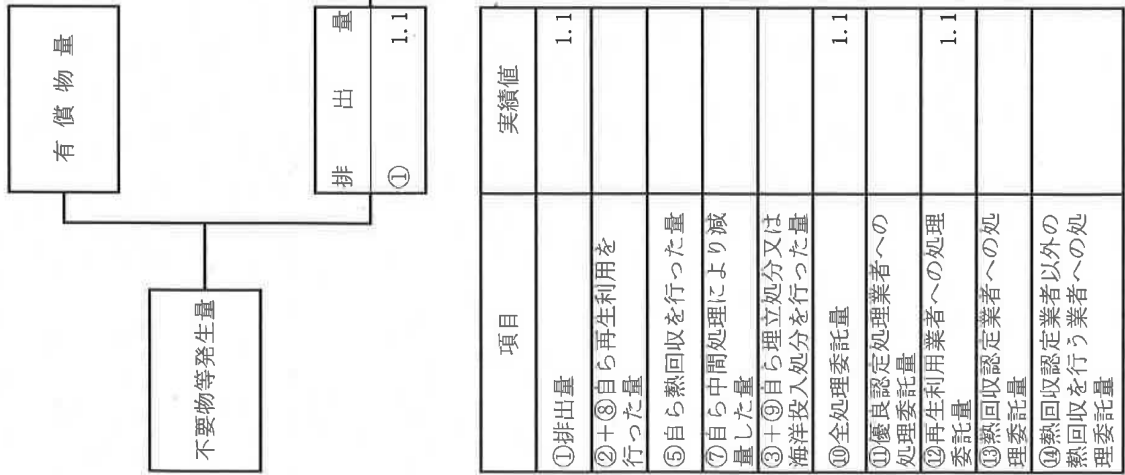 不要物等発生量
有償物量
排出量
① 1.1
項目 実績値
①排出量 1.1
②+⑧自ら再生利用を
行った量
⑤自ら熱回収を行った量
⑦自ら中間処理により減
量した量
③+⑨自ら埋立処分又は
海洋投入処分を行った量
⑩全処理委託量 1.1
⑪優良認定処理業者への
処理委託量
⑫再生利用業者への処理
委託量 1.1
⑬熱回収認定業者への処
理委託量
⑭熱回収認定業者以外の
熱回収を行う業者への処
理委託量